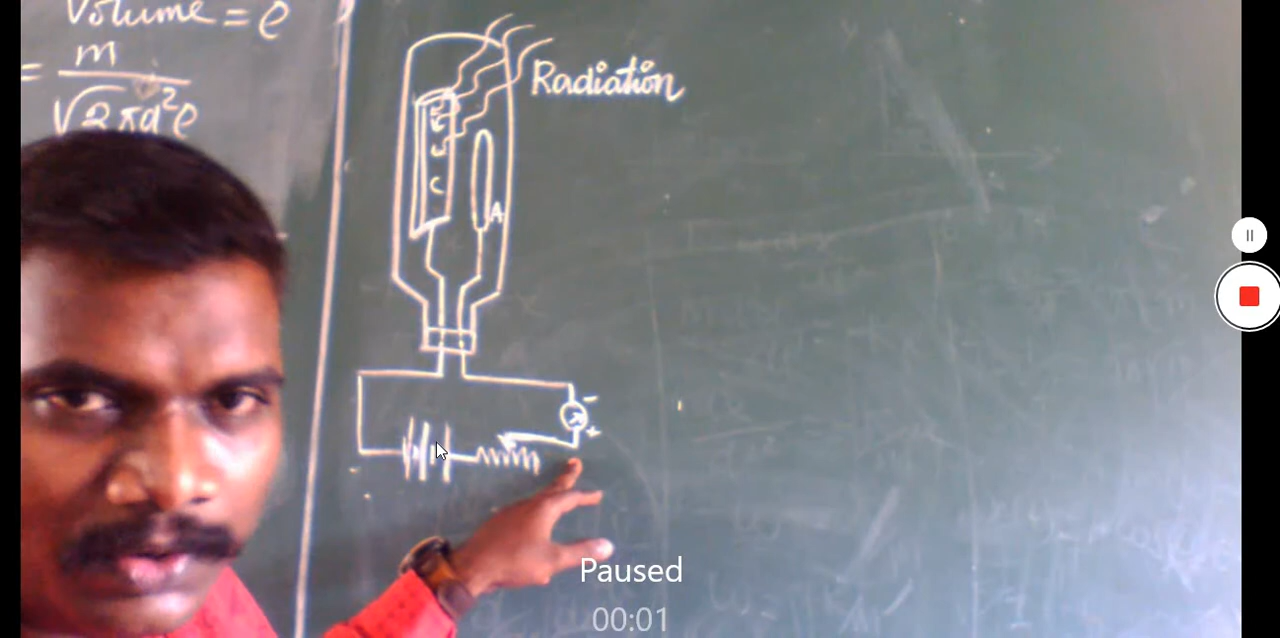 Volume = e
= m
√2πd²e
Radiation
C
A
-
+
Paused
00:01